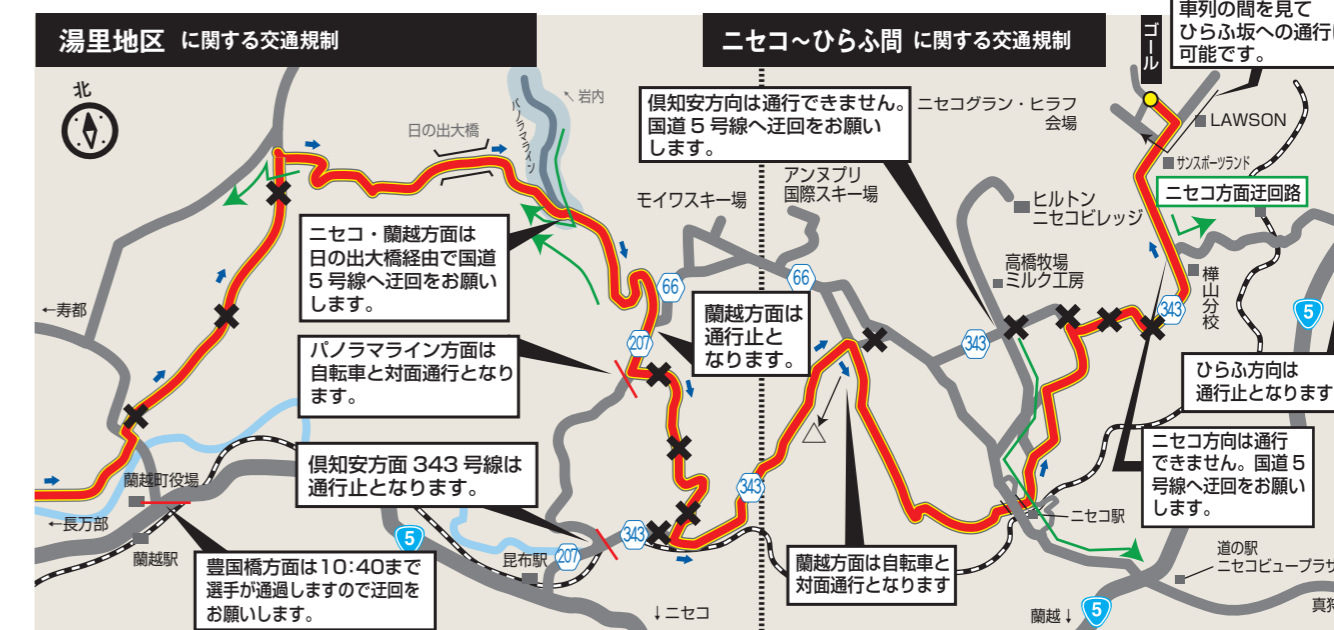 湯里地区 に関する交通規制
ニセコ〜ひらふ間 に関する交通規制
ゴール
車列の間を見て
ひらふ坂への通行
可能です。
北
日の出大橋
パノラマライン
↖岩内
倶知安方向は通行できません。
国道5号線へ迂回をお願い
します。
ニセコグラン・ヒラフ
会場
LAWSON
サンスポーツランド
ニセコ方面迂回路
モイワスキー場
アンヌプリ
国際スキー場
ヒルトン
ニセコビレッジ
高橋牧場
ミルク工房
樺山分校
ニセコ・蘭越方面は
日の出大橋経由で国道
5号線へ迂回をお願い
します。
66
66
207
343
343
5
←寿都
パノラマライン方面は
自転車と対面通行となり
ます。
蘭越方面は
通行止と
なります。
ひらふ方向は
通行止となります
倶知安方面 343 号線は
通行止となります。
ニセコ方向は通行
できません。国道5
号線へ迂回をお願い
します。
蘭越町役場
←長万部
蘭越駅
豊国橋方面は10:40まで
選手が通過しますので迂回を
お願いします。
5
昆布駅
207
343
343
↓ニセコ
蘭越方面は自転車と
対面通行となります
ニセコ駅
道の駅
ニセコビュープラザ
蘭越↓
5
真狩